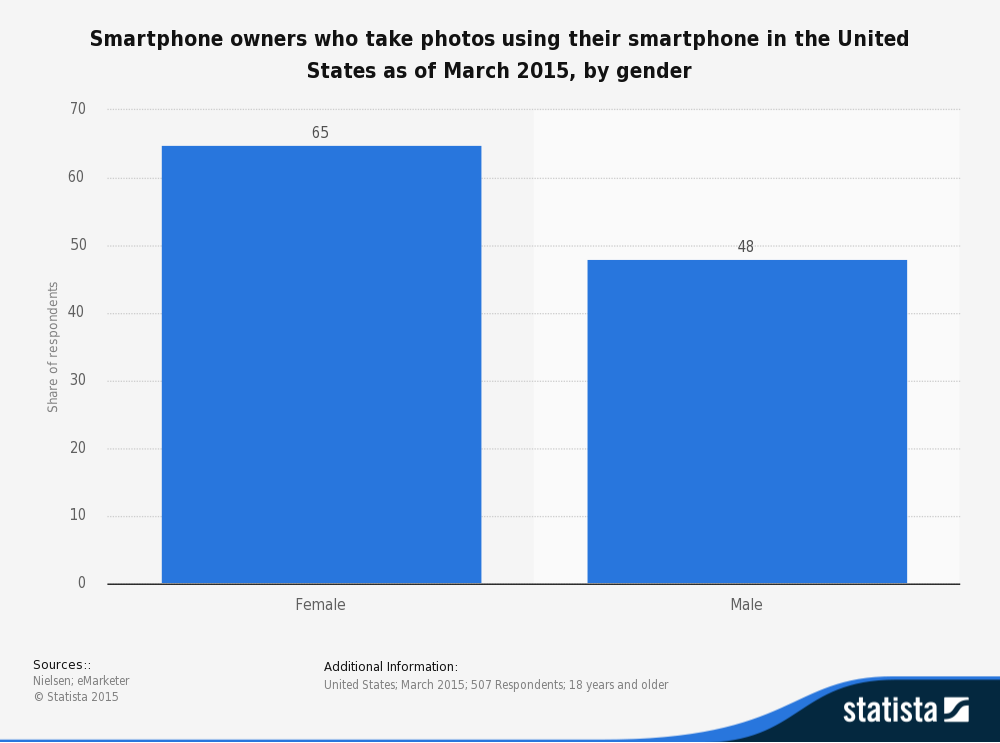 Smartphone owners who take photos using their smartphone in the United
States as of March 2015, by gender
70
60
50
40
30
20
10
0
Share of respondents
65
48
Female
Male
Sources::
Nielsen; eMarketer
© Statista 2015
Additional Information:
United States; March 2015; 507 Respondents; 18 years and older
statista